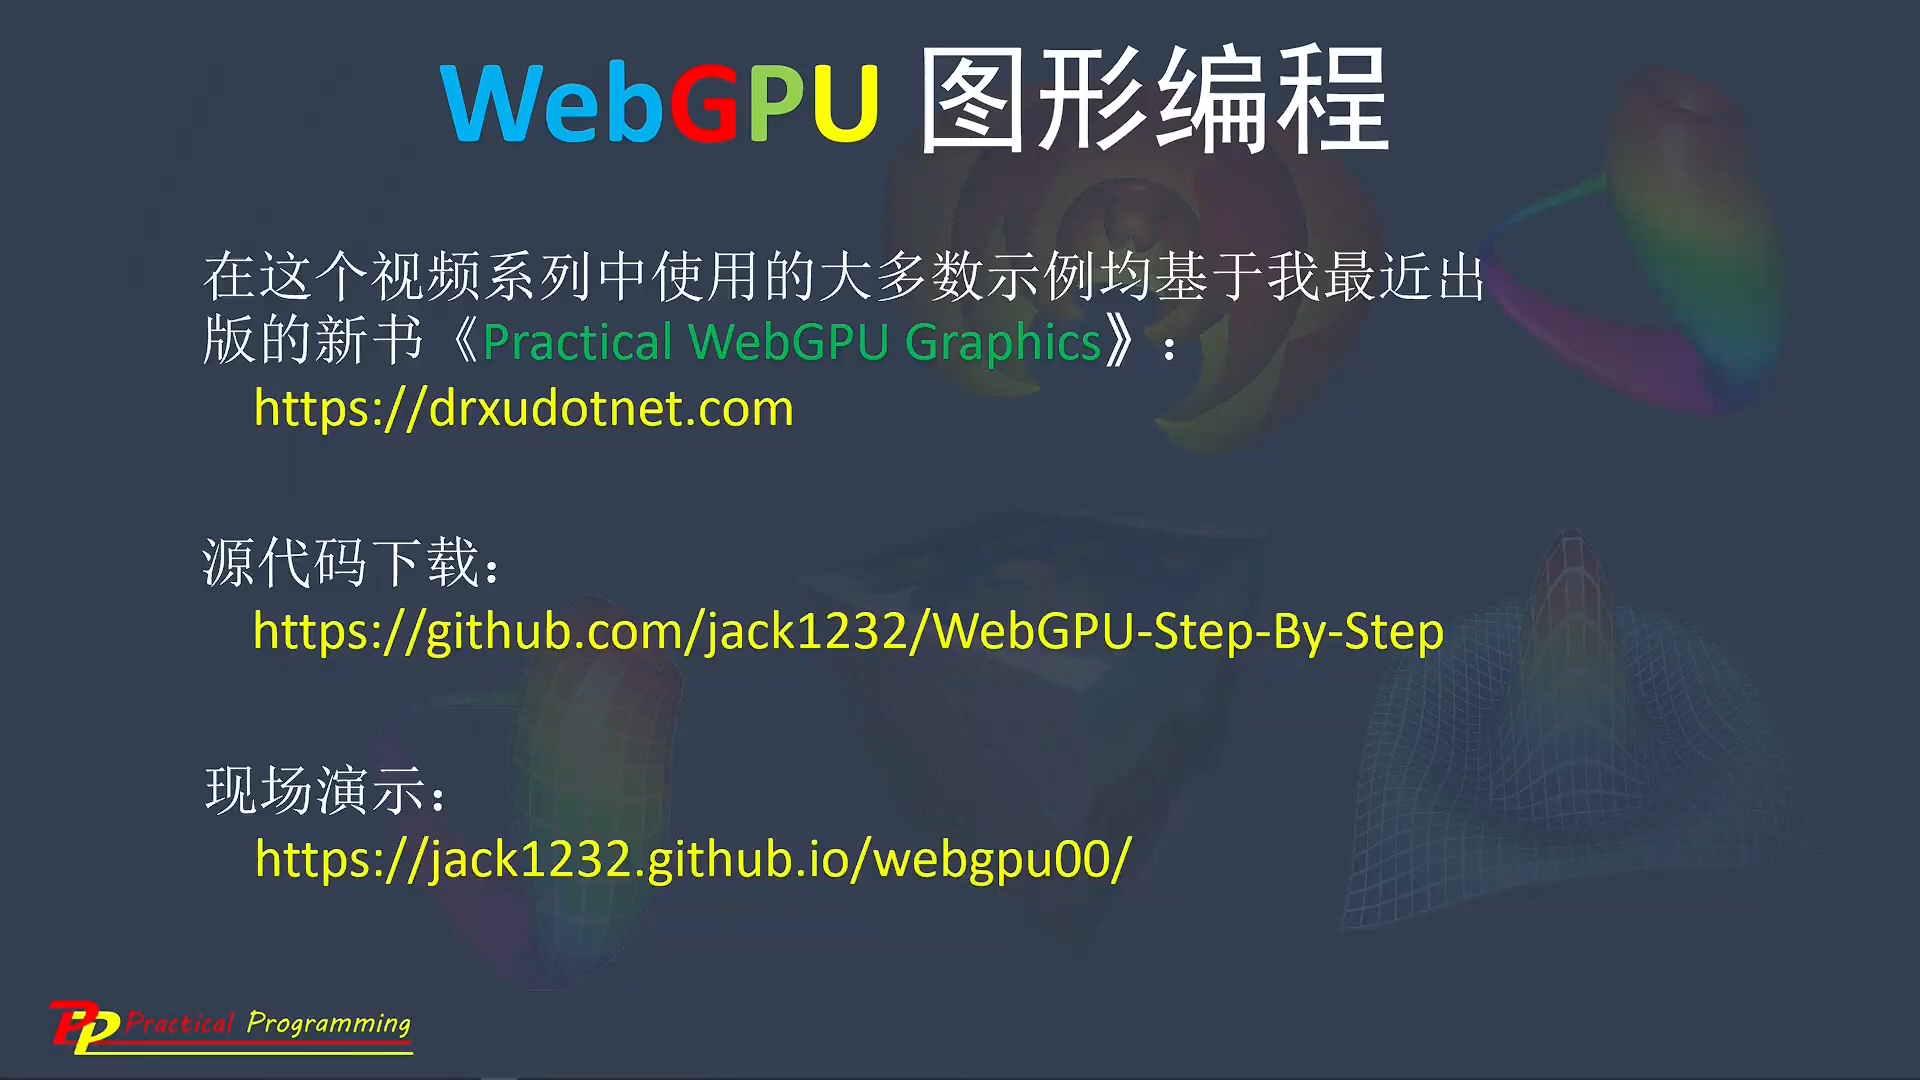 WebGPU 图形编程
在这个视频系列中使用的大多数示例均基于我最近出
版的新书《Practical WebGPU Graphics》:
https://drxudotnet.com
源代码下载:
https://github.com/jack1232/WebGPU-Step-By-Step
现场演示:
https://jack1232.github.io/webgpu00/
PP Practical Programming